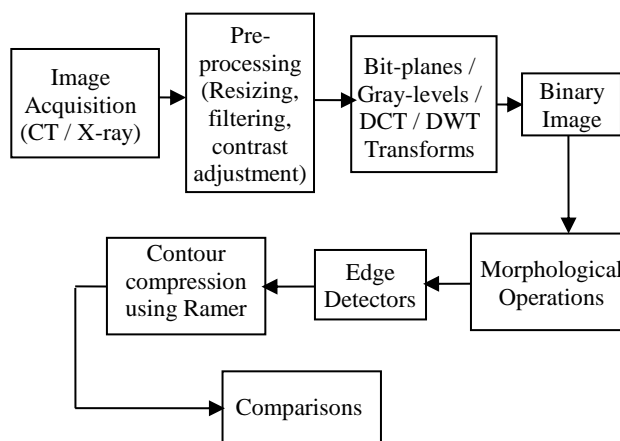 Image
Acquisition
(CT / X-ray)
Pre-
processing
(Resizing,
filtering,
contrast
adjustment)
Bit-planes /
Gray-levels /
DCT / DWT
Transforms
Binary
Image
Morphological
Operations
Edge
Detectors
Contour
compression
using Ramer
Comparisons